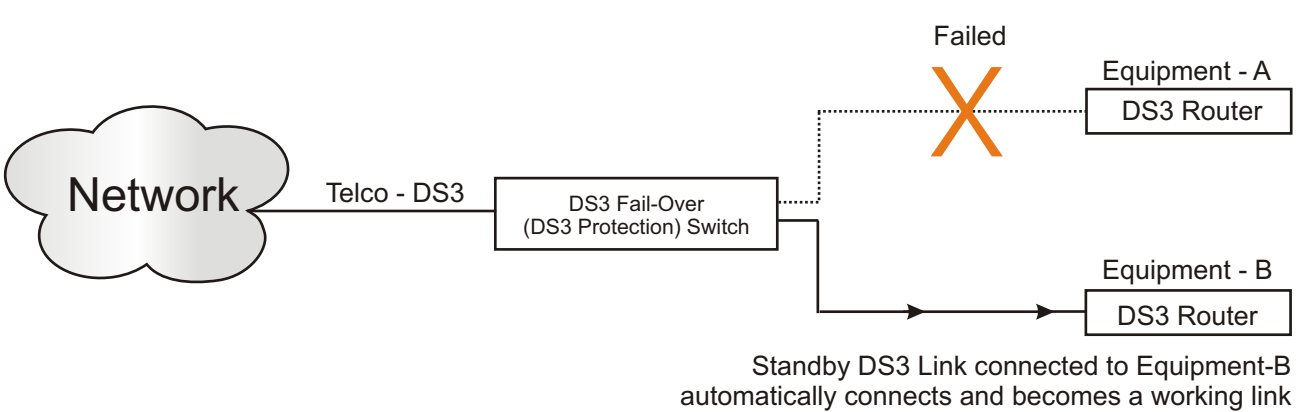 Failed
Equipment - A
DS3 Router
Network
Telco - DS3
DS3 Fail-Over
(DS3 Protection) Switch
Equipment - B
DS3 Router
Standby DS3 Link connected to Equipment-B
automatically connects and becomes a working link